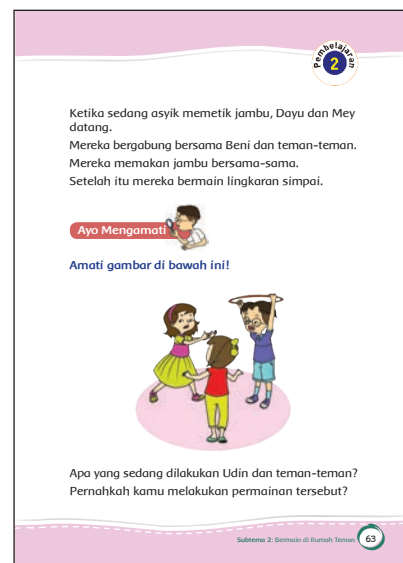 Pembelajaran
2
Ketika sedang asyik memetik jambu, Dayu dan Mey
datang.
Mereka bergabung bersama Beni dan teman-teman.
Mereka memakan jambu bersama-sama.
Setelah itu mereka bermain lingkaran simpai.
Ayo Mengamati
Amati gambar di bawah ini!
Apa yang sedang dilakukan Udin dan teman-teman?
Pernahkah kamu melakukan permainan tersebut?
Subtema 2: Bermain di Rumah Teman
63